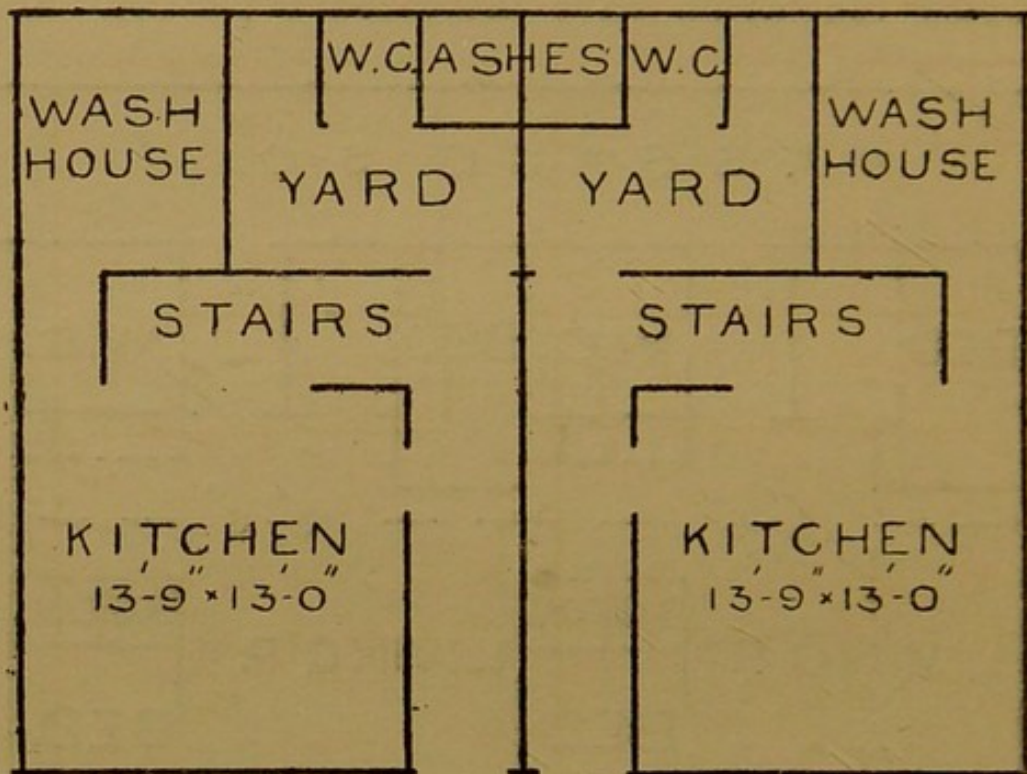 W.C. ASHES W.C.
WASH
HOUSE
WASH
HOUSE
YARD YARD
STAIRS STAIRS
KITCHEN
13'-9" × 13'-0"
KITCHEN
13'-9" × 13'-0"